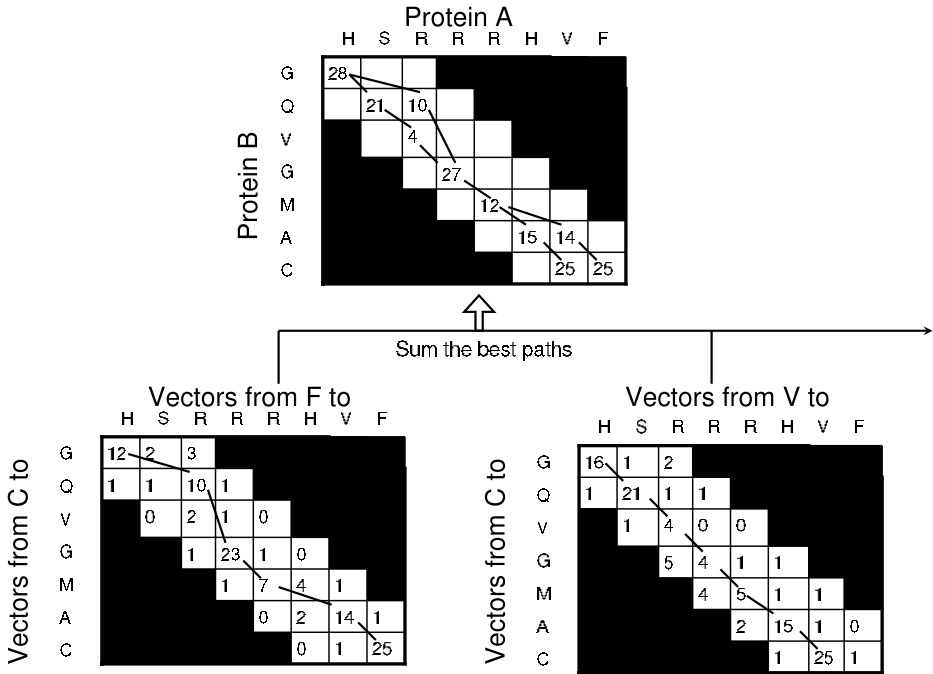 Protein A
H S R R R H V F
Protein B
G 28
Q 21 10
V 4
G 27
M 12
A 15 14
C 25 25
Sum the best paths
Vectors from F to
H S R R R H V F
Vectors from C to
G 12 2 3
Q 1 1 10 1
V 0 2 1 0
G 1 23 1 0
M 1 7 4 1
A 0 2 14 1
C 0 1 25
Vectors from V to
H S R R R H V F
Vectors from C to
G 16 1 2
Q 1 21 1 1
V 1 4 0 0
G 5 4 1 1
M 4 5 1 1
A 2 15 1 0
C 1 25 1